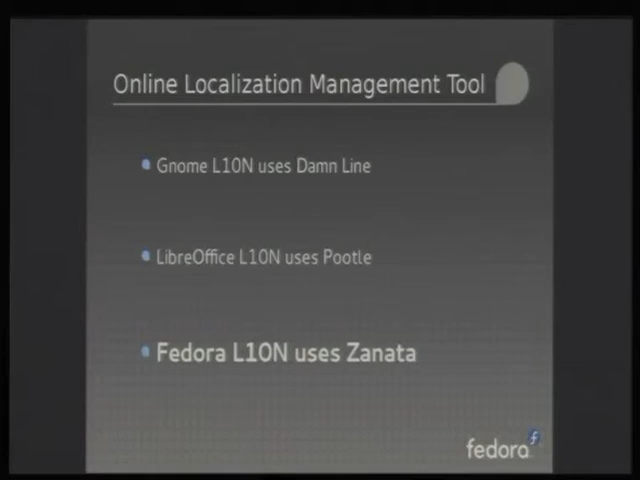 Online Localization Management Tool
Gnome L10N uses Damn Line
LibreOffice L10N uses Pootle
Fedora L10N uses Zanata
fedora